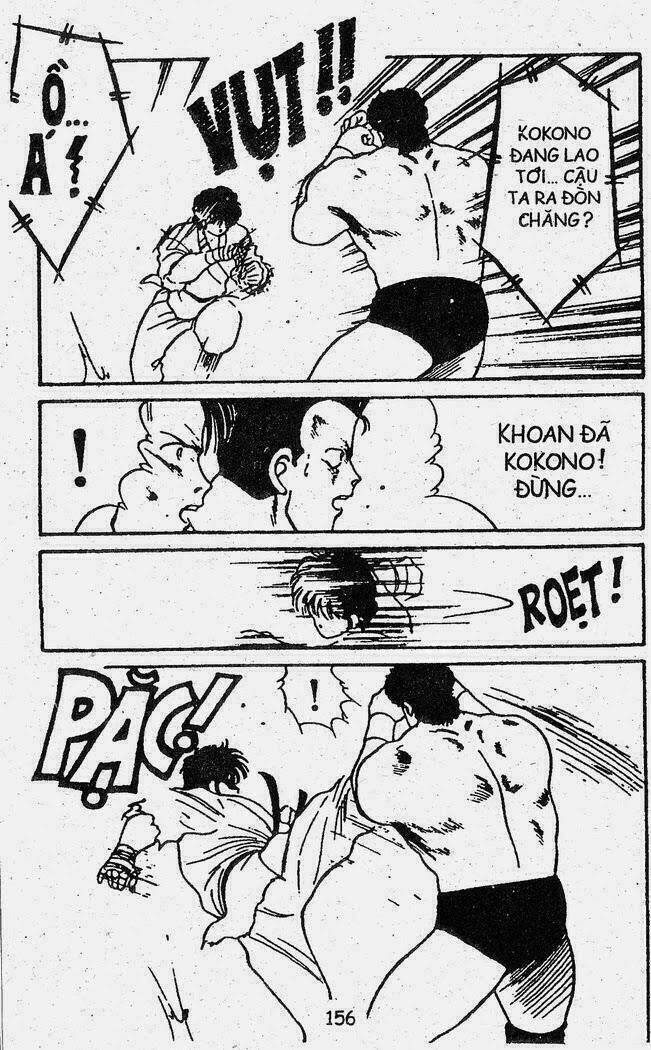 Ồ...
Á!
VỤT!!
KOKONO
ĐANG LAO
TỚI... CẬU
TA RA ĐÒN
CHĂNG?
!
KHOAN ĐÃ
KOKONO!
ĐỪNG...
ROẸT!
PẶC!
!
156